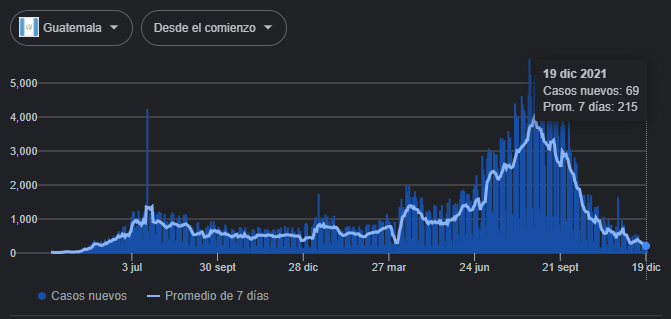 Guatemala
Desde el comienzo
19 dic 2021
Casos nuevos: 69
Prom. 7 días: 215
5,000
4,000
3,000
2,000
1,000
0
3 jul
30 sept
28 dic
27 mar
24 jun
21 sept
19 dic
Casos nuevos
Promedio de 7 días